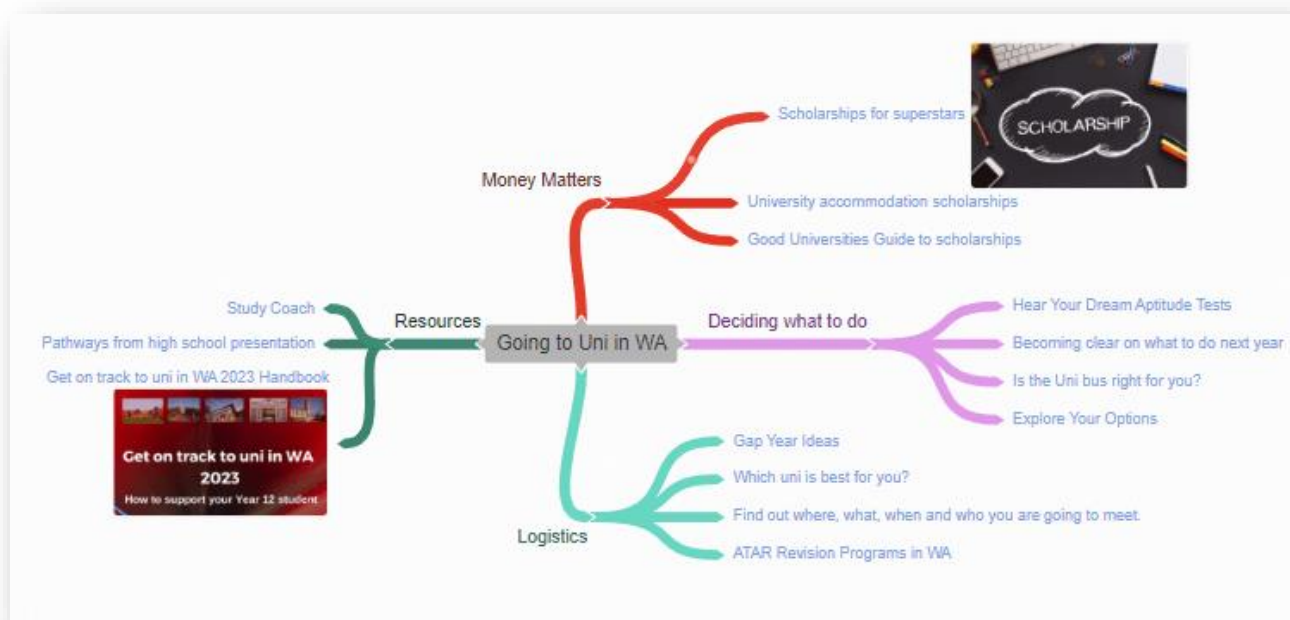 Scholarships for superstars
SCHOLARSHIP
Money Matters
University accommodation scholarships
Good Universities Guide to scholarships
Study Coach
Resources
Pathways from high school presentation
Get on track to uni in WA 2023 Handbook
Get on track to uni in WA
2023
How to support your Year 12 student
Going to Uni in WA
Deciding what to do
Hear Your Dream Aptitude Tests
Becoming clear on what to do next year
Is the Uni bus right for you?
Explore Your Options
Logistics
Gap Year Ideas
Which uni is best for you?
Find out where, what, when and who you are going to meet.
ATAR Revision Programs in WA